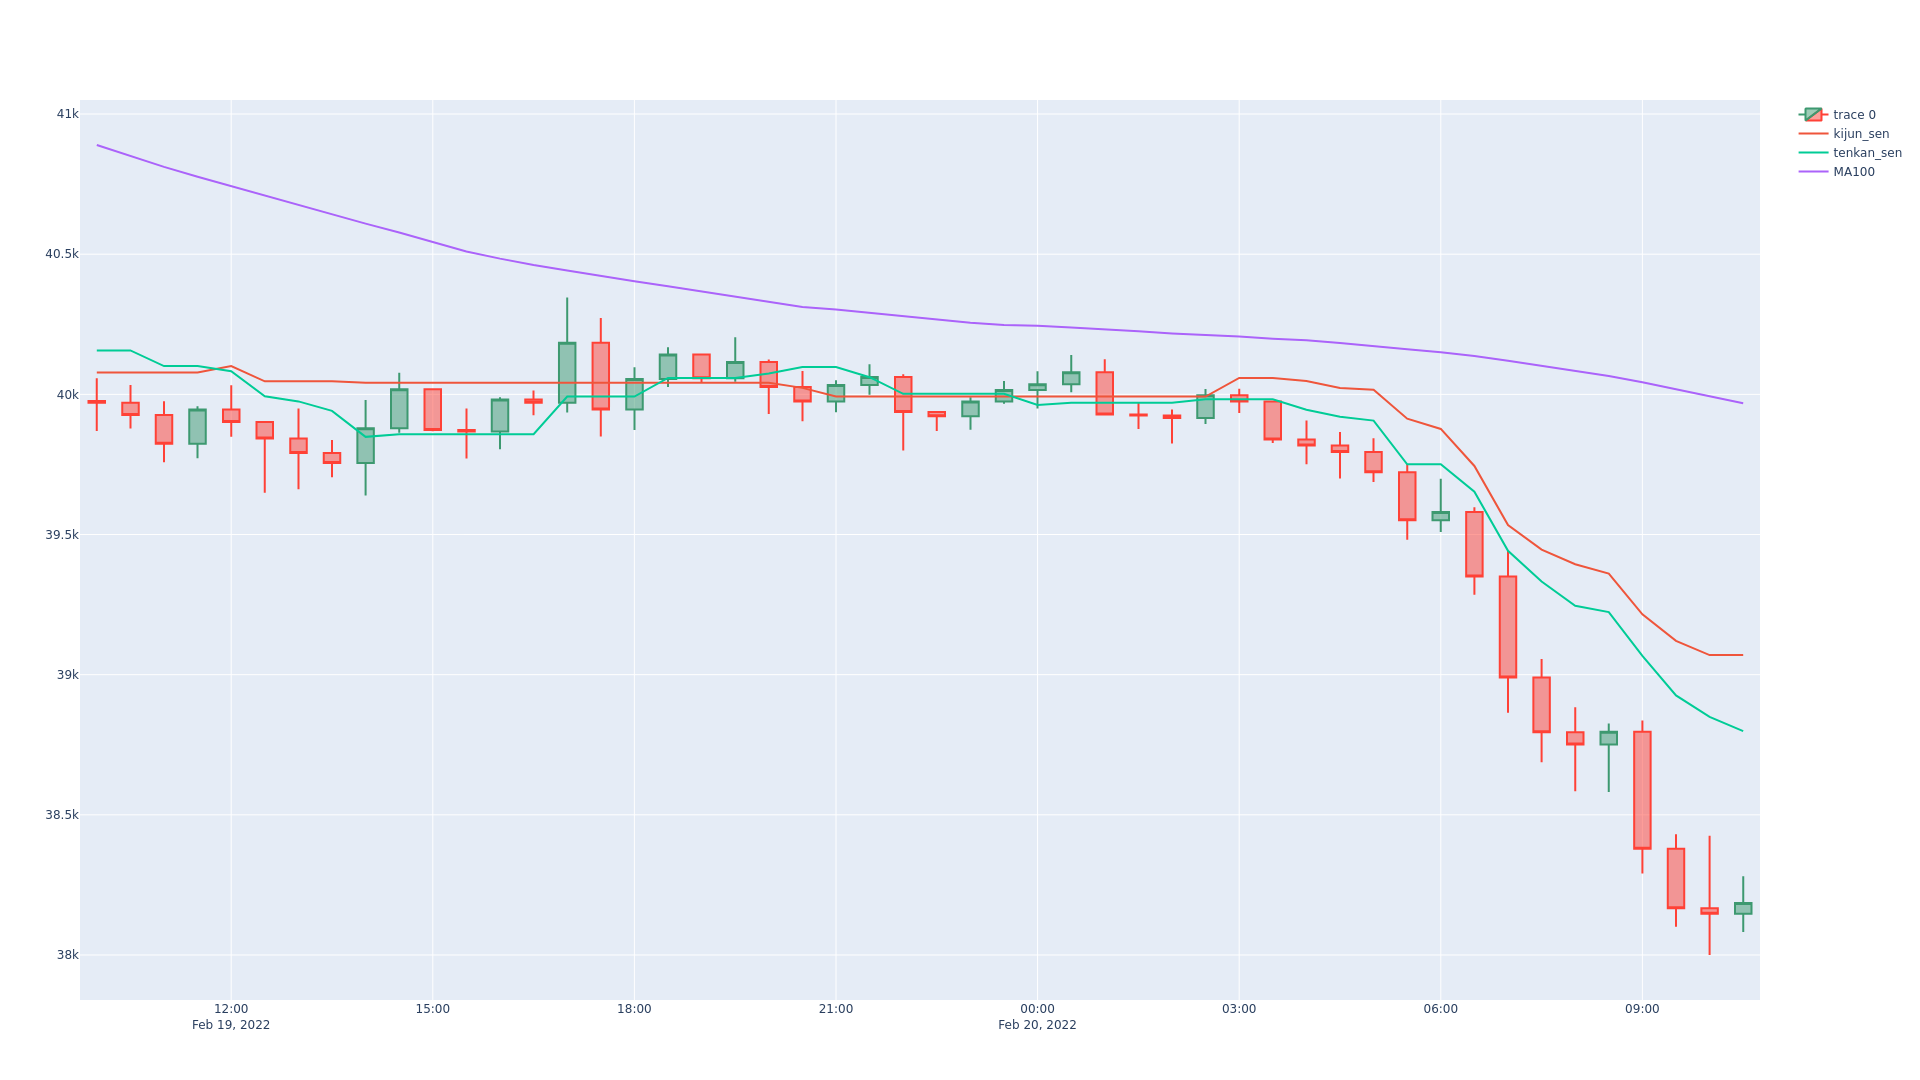 41k
40.5k
40k
39.5k
39k
38.5k
38k
12:00
Feb 19, 2022
15:00
18:00
21:00
00:00
Feb 20, 2022
03:00
06:00
09:00
trace 0
kijun_sen
tenkan_sen
MA100